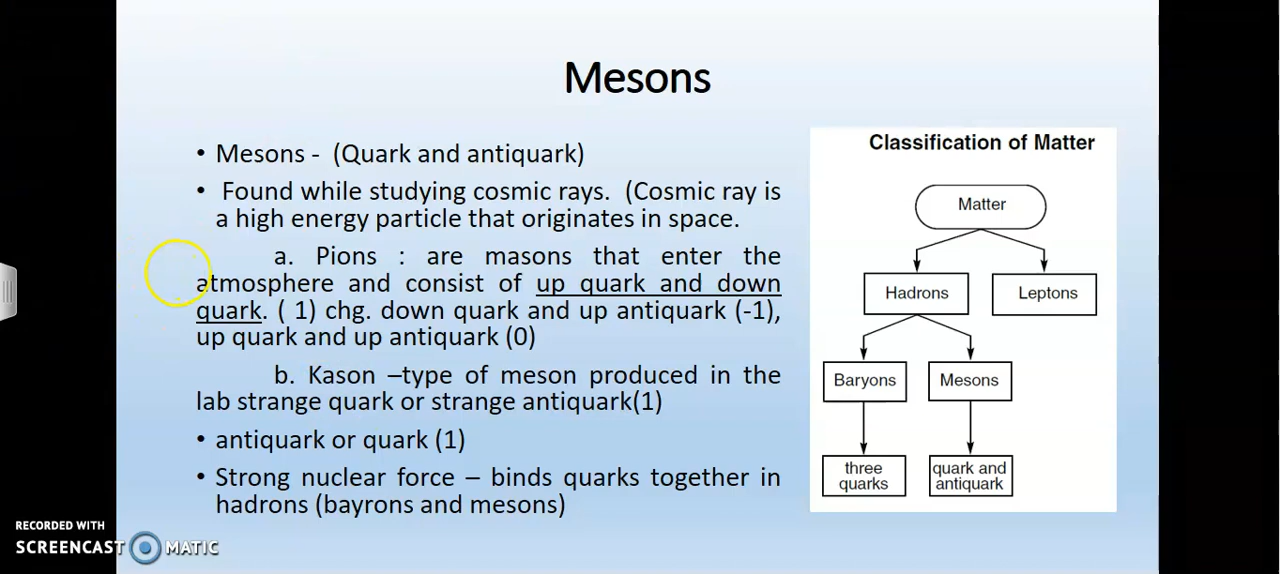 Mesons
• Mesons - (Quark and antiquark)
• Found while studying cosmic rays. (Cosmic ray is
a high energy particle that originates in space.
a. Pions : are masons that enter the
atmosphere and consist of up quark and down
quark. ( 1) chg. down quark and up antiquark (-1),
up quark and up antiquark (0)
b. Kason –type of meson produced in the
lab strange quark or strange antiquark(1)
• antiquark or quark (1)
• Strong nuclear force – binds quarks together in
hadrons (bayrons and mesons)
Classification of Matter
Matter
Hadrons
Leptons
Baryons
Mesons
three
quarks
quark and
antiquark
RECORDED WITH
SCREENCAST MATIC